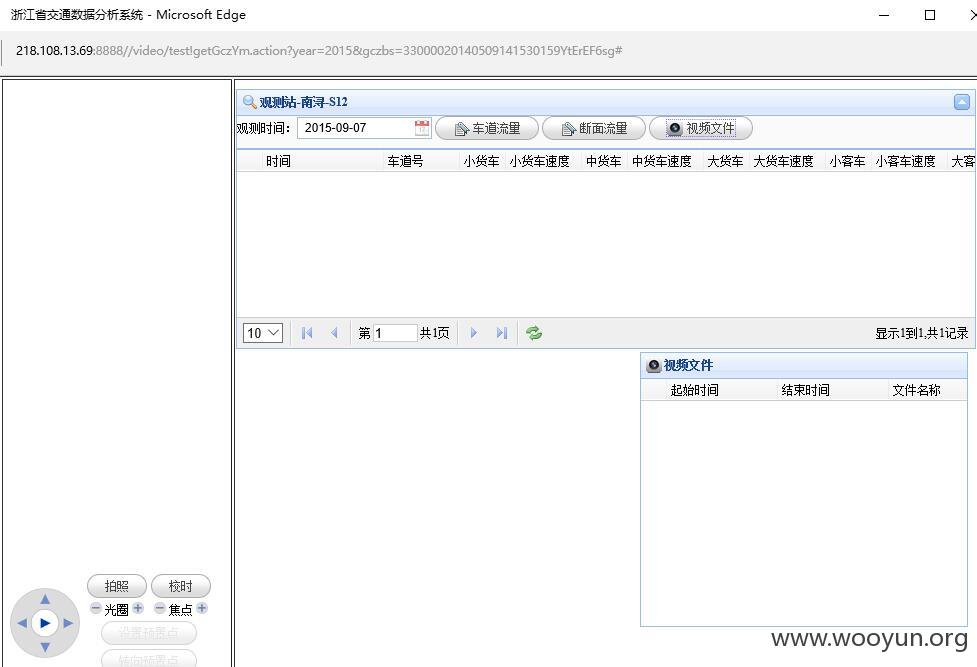 浙江省交通数据分析系统 - Microsoft Edge
218.108.13.69:8888//video/test!getGczYm.action?year=2015&gczbs=33000020140509141530159YtErEF6sg#
观测站-南浔-S12
观测时间: 2015-09-07 车道流量 断面流量 视频文件
时间 车道号 小货车 小货车速度 中货车 中货车速度 大货车 大货车速度 小客车 小客车速度 大客
10 第 1 共1页 显示1到1,共1记录
视频文件
起始时间 结束时间 文件名称
拍照 校时
光圈 焦点
设置预置点
转向预置点
www.wooyun.org